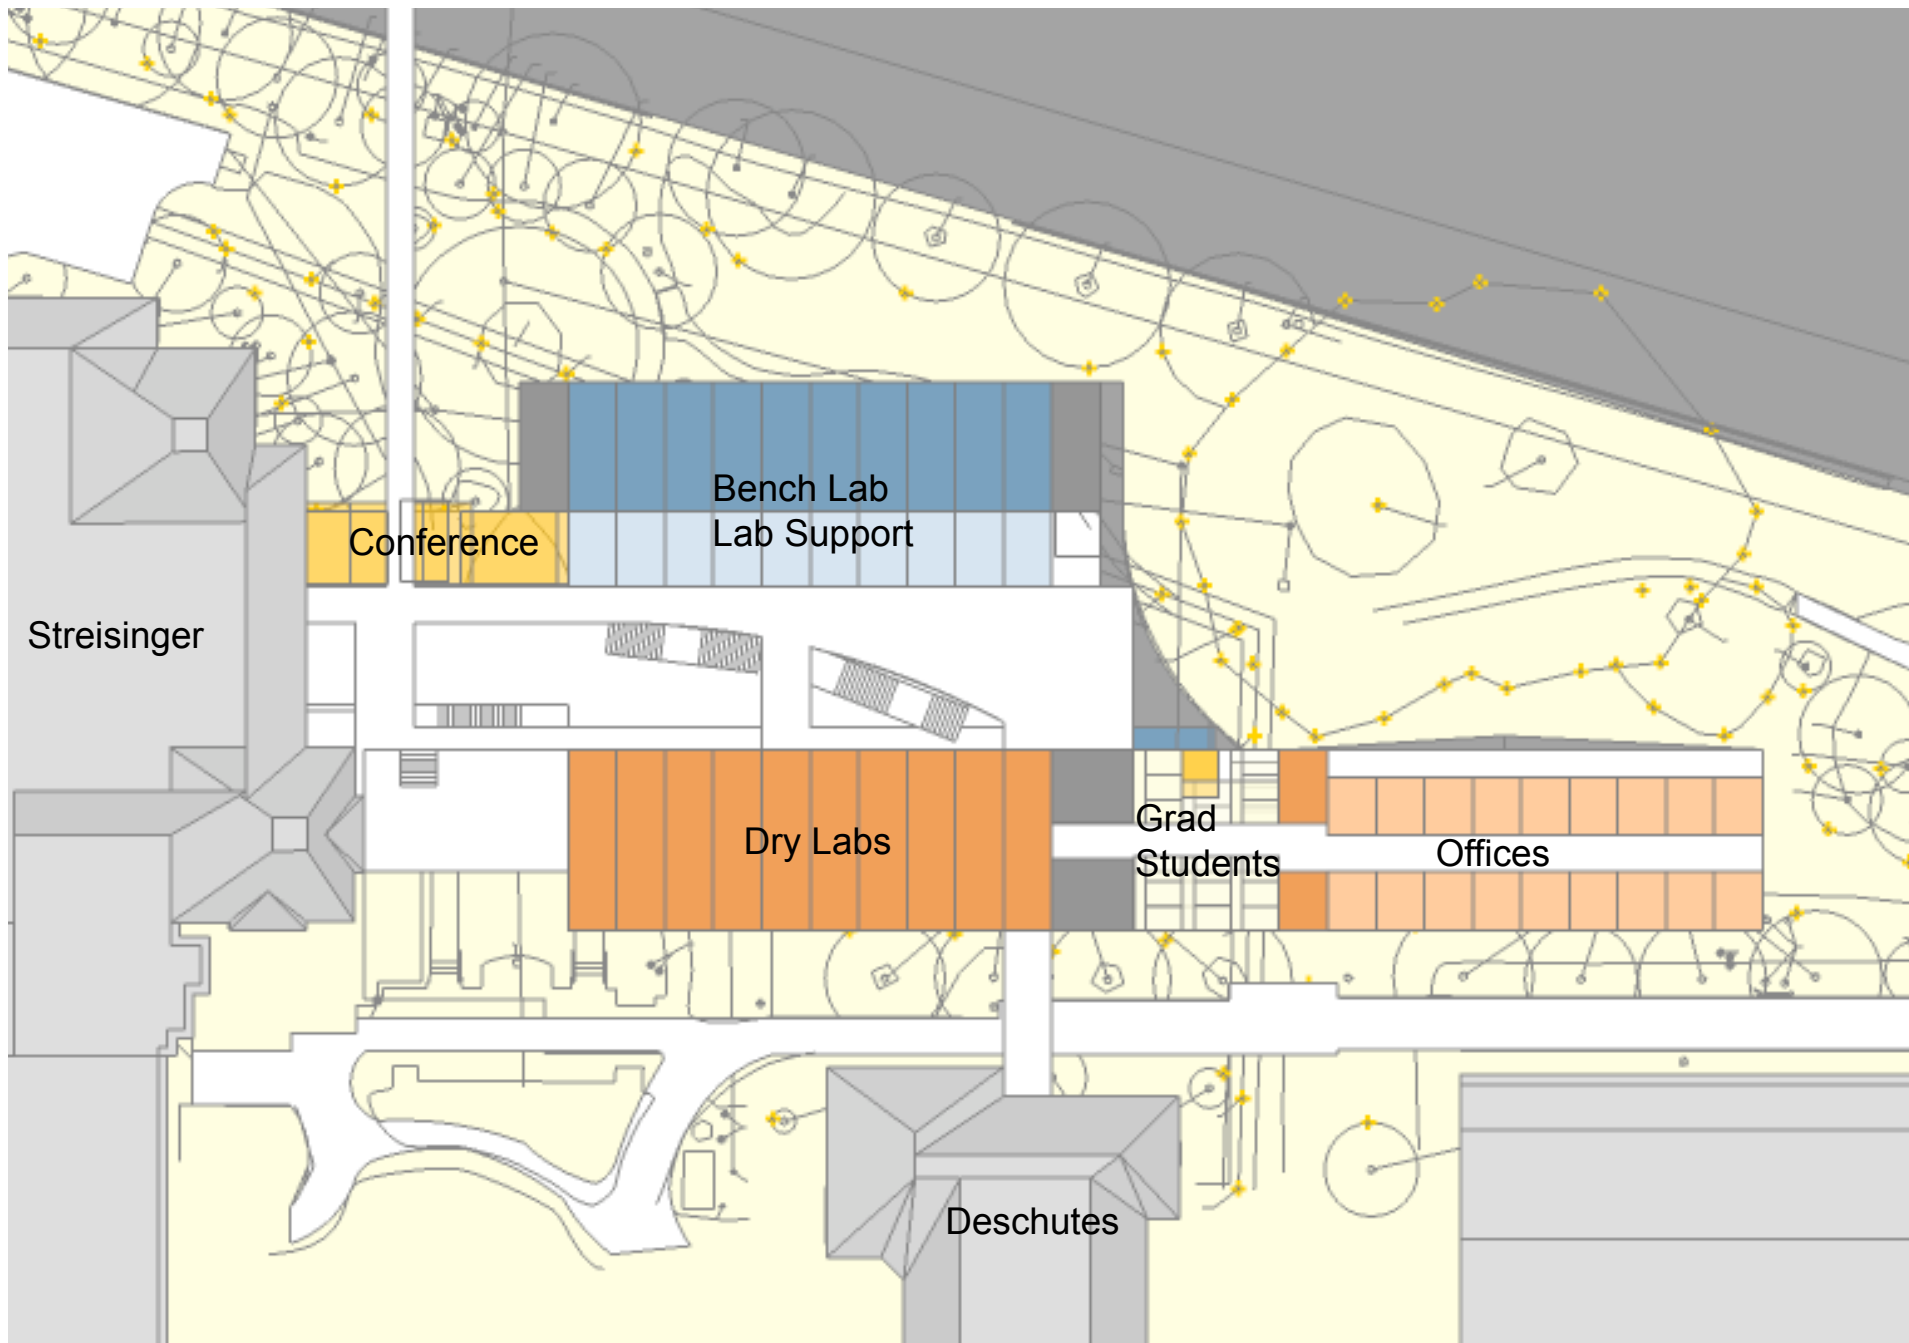 Bench Lab
Lab Support
Conference
Streisinger
Grad
Students
Dry Labs
Offices
Deschutes